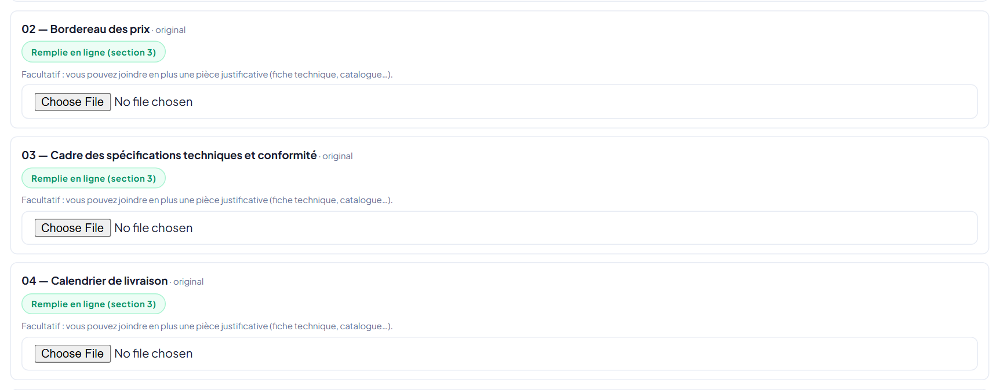 02 — Bordereau des prix · original
Remplie en ligne (section 3)
Facultatif : vous pouvez joindre en plus une pièce justificative (fiche technique, catalogue…).
Choose File No file chosen
03 — Cadre des spécifications techniques et conformité · original
Remplie en ligne (section 3)
Facultatif : vous pouvez joindre en plus une pièce justificative (fiche technique, catalogue…).
Choose File No file chosen
04 — Calendrier de livraison · original
Remplie en ligne (section 3)
Facultatif : vous pouvez joindre en plus une pièce justificative (fiche technique, catalogue…).
Choose File No file chosen